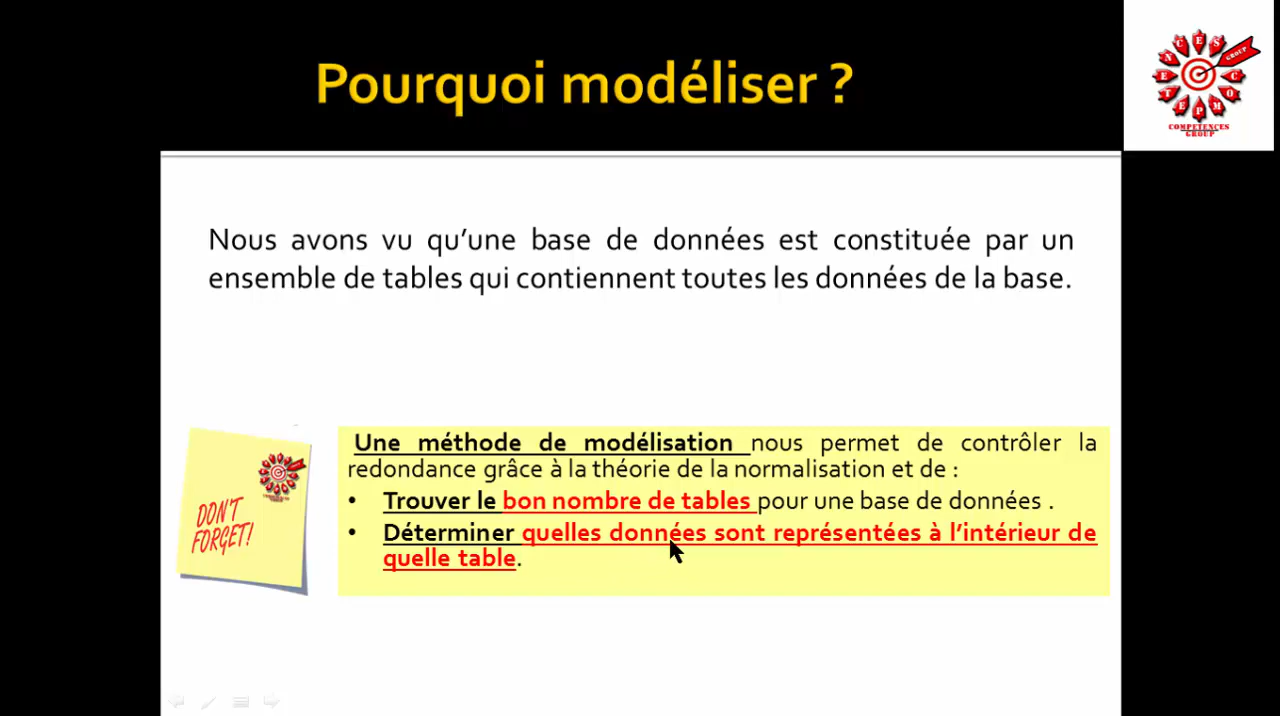 Pourquoi modéliser ?
COMPETENCES
GROUP
COMPETENCES
GROUP
Nous avons vu qu’une base de données est constituée par un
ensemble de tables qui contiennent toutes les données de la base.
DON'T
FORGET!
Une méthode de modélisation nous permet de contrôler la
redondance grâce à la théorie de la normalisation et de :
• Trouver le bon nombre de tables pour une base de données .
• Déterminer quelles données sont représentées à l’intérieur de
quelle table.